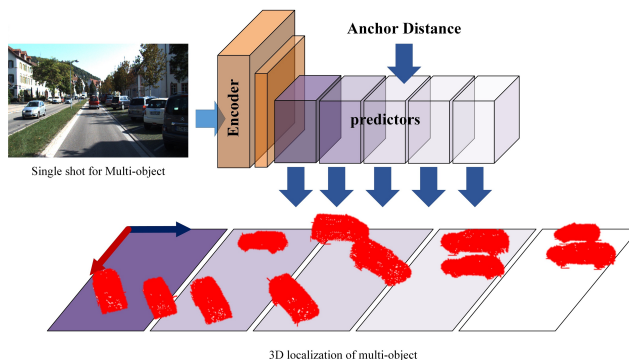 Anchor Distance
Encoder
predictors
Single shot for Multi-object
3D localization of multi-object